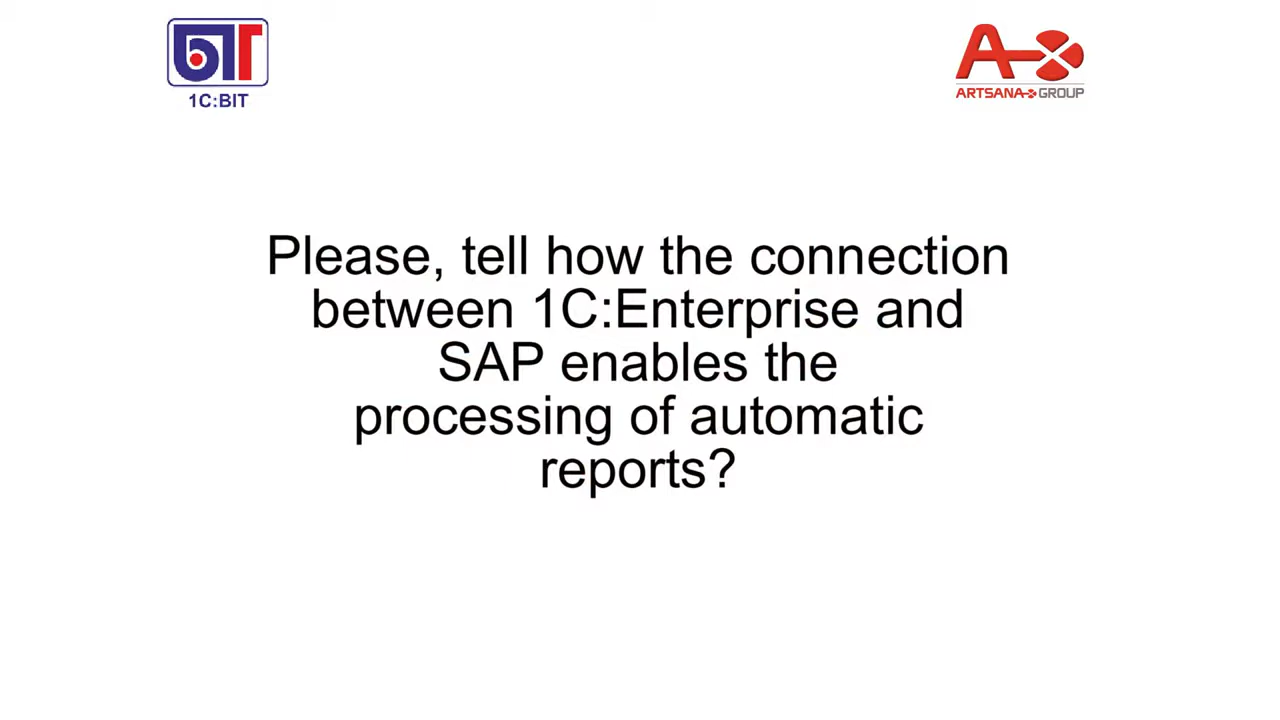 БИТ
1C:BIT
A
ARTSANA GROUP
Please, tell how the connection
between 1C:Enterprise and
SAP enables the
processing of automatic
reports?